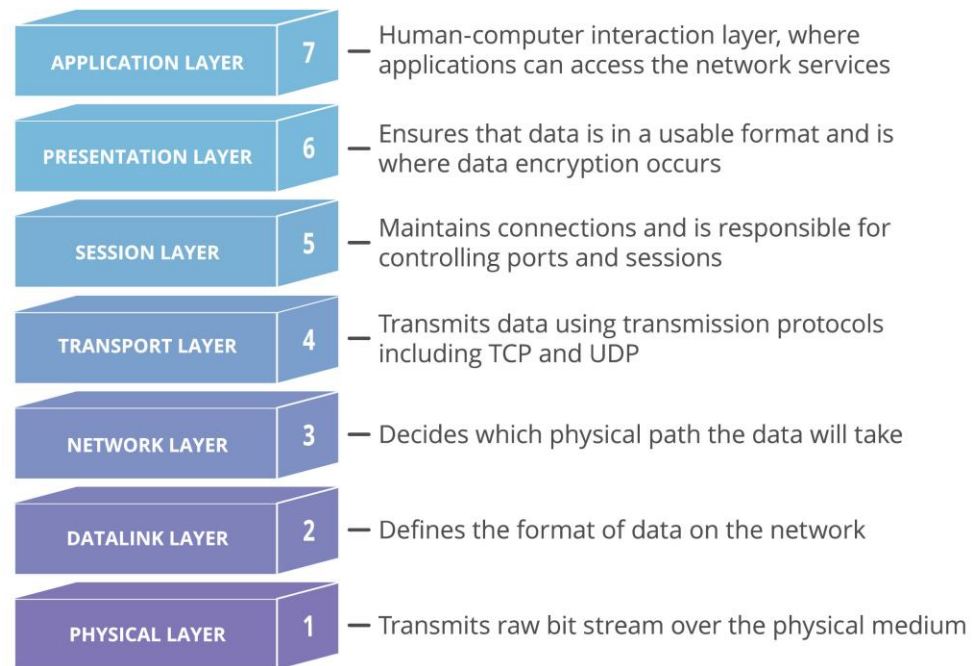 APPLICATION LAYER
7
Human-computer interaction layer, where
applications can access the network services
PRESENTATION LAYER
6
Ensures that data is in a usable format and is
where data encryption occurs
SESSION LAYER
5
Maintains connections and is responsible for
controlling ports and sessions
TRANSPORT LAYER
4
Transmits data using transmission protocols
including TCP and UDP
NETWORK LAYER
3
Decides which physical path the data will take
DATALINK LAYER
2
Defines the format of data on the network
PHYSICAL LAYER
1
Transmits raw bit stream over the physical medium